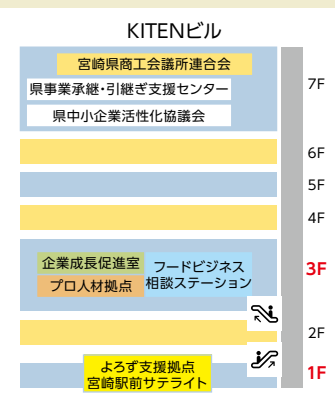 KITENビル
宮崎県商工会議所連合会
県事業承継・引継ぎ支援センター
県中小企業活性化協議会
7F
6F
5F
4F
企業成長促進室
プロ人材拠点
フードビジネス
相談ステーション
3F
2F
よろず支援拠点
宮崎駅前サテライト
1F